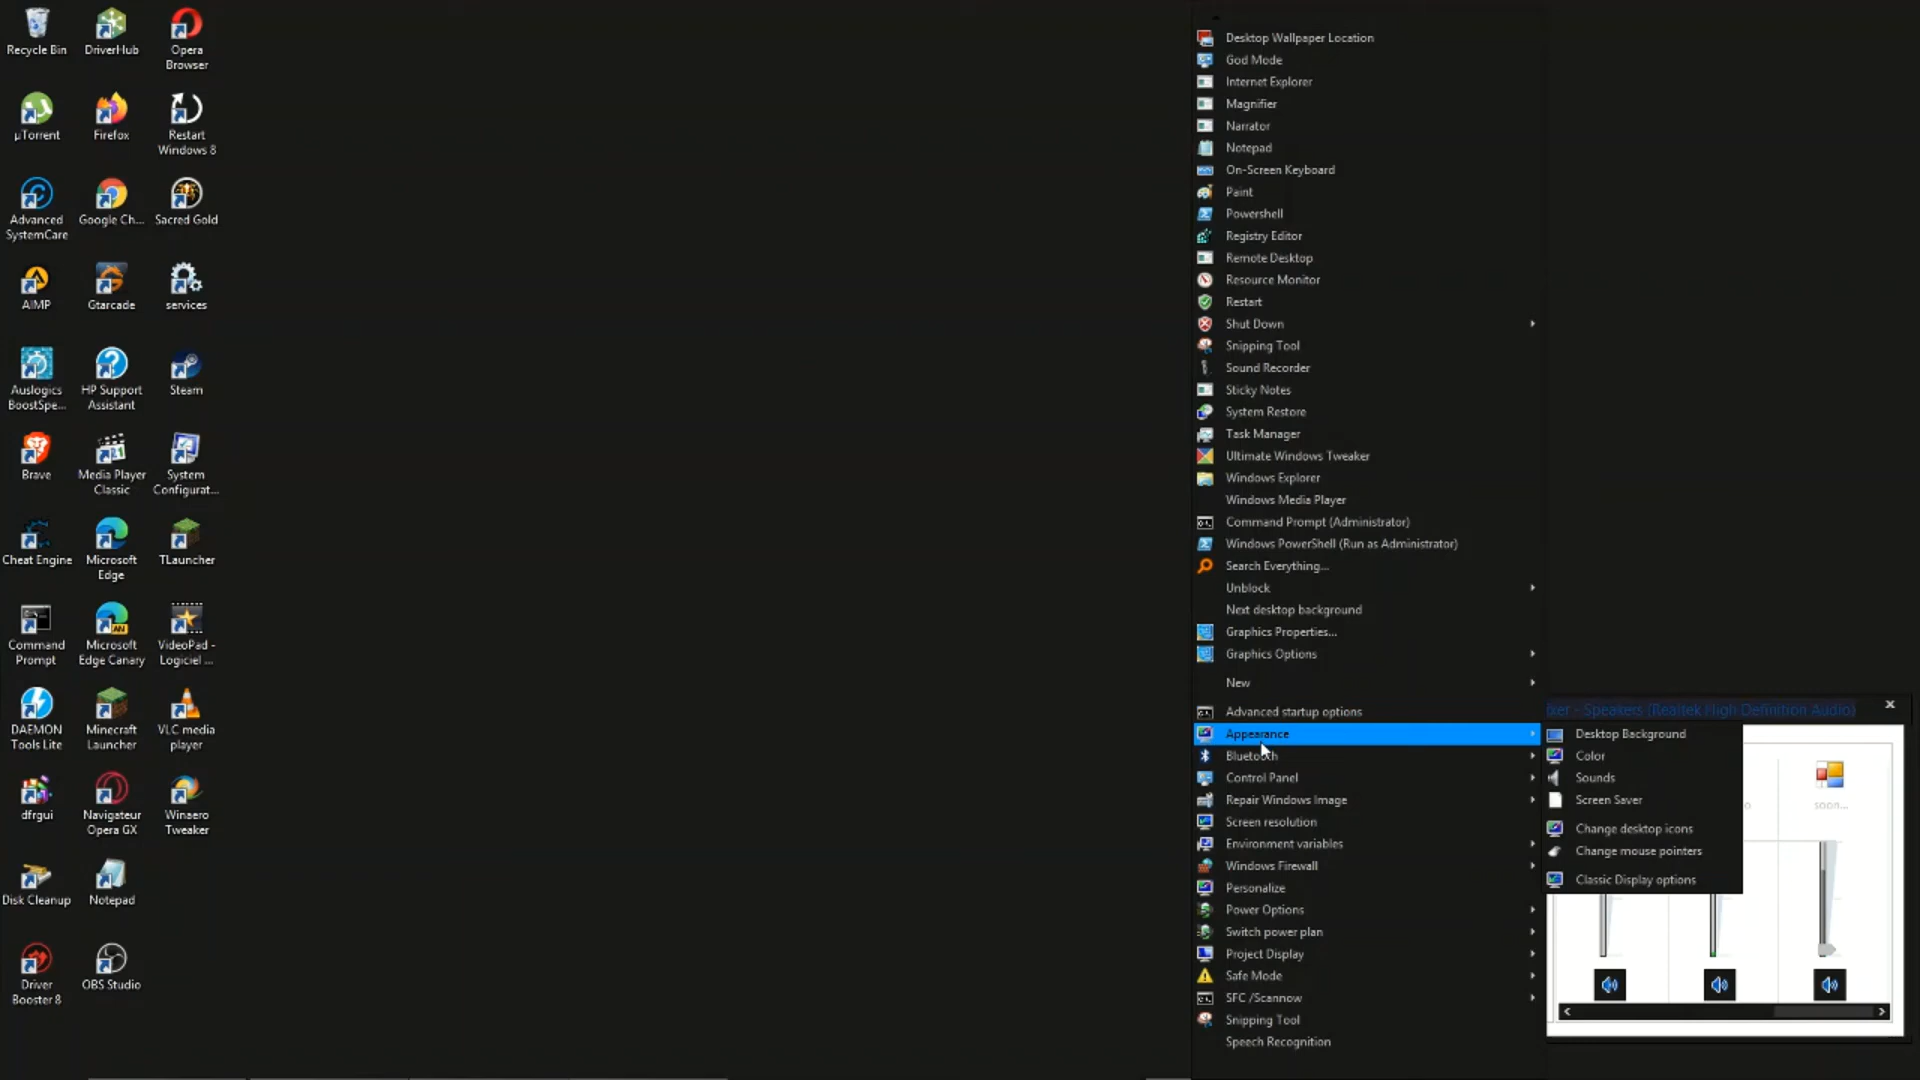 Recycle Bin
DriverHub
Opera
Browser
µTorrent
Firefox
Restart
Windows 8
Advanced
SystemCare
Google Ch...
Sacred Gold
AIMP
Gtarcade
services
Auslogics
BoostSpe...
HP Support
Assistant
Steam
Brave
Media Player
Classic
System
Configurat...
Cheat Engine
Microsoft
Edge
TLauncher
Command
Prompt
Microsoft
Edge Canary
VideoPad -
Logiciel ...
DAEMON
Tools Lite
Minecraft
Launcher
VLC media
player
dfrgui
Navigateur
Opera GX
Winaero
Tweaker
Disk Cleanup
Notepad
Driver
Booster 8
OBS Studio
Desktop Wallpaper Location
God Mode
Internet Explorer
Magnifier
Narrator
Notepad
On-Screen Keyboard
Paint
Powershell
Registry Editor
Remote Desktop
Resource Monitor
Restart
Shut Down
Snipping Tool
Sound Recorder
Sticky Notes
System Restore
Task Manager
Ultimate Windows Tweaker
Windows Explorer
Windows Media Player
Command Prompt (Administrator)
Windows PowerShell (Run as Administrator)
Search Everything...
Unblock
Next desktop background
Graphics Properties...
Graphics Options
New
Advanced startup options
Appearance
Bluetooth
Control Panel
Repair Windows Image
Screen resolution
Environment variables
Windows Firewall
Personalize
Power Options
Switch power plan
Project Display
Safe Mode
SFC /Scannow
Snipping Tool
Speech Recognition
xer - Speakers (Realtek High Definition Audio)
Desktop Background
Color
Sounds
Screen Saver
Change desktop icons
Change mouse pointers
Classic Display options
soon...